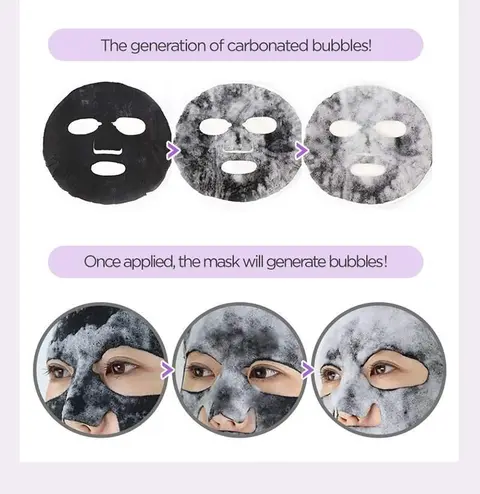 The generation of carbonated bubbles!
Once applied, the mask will generate bubbles!